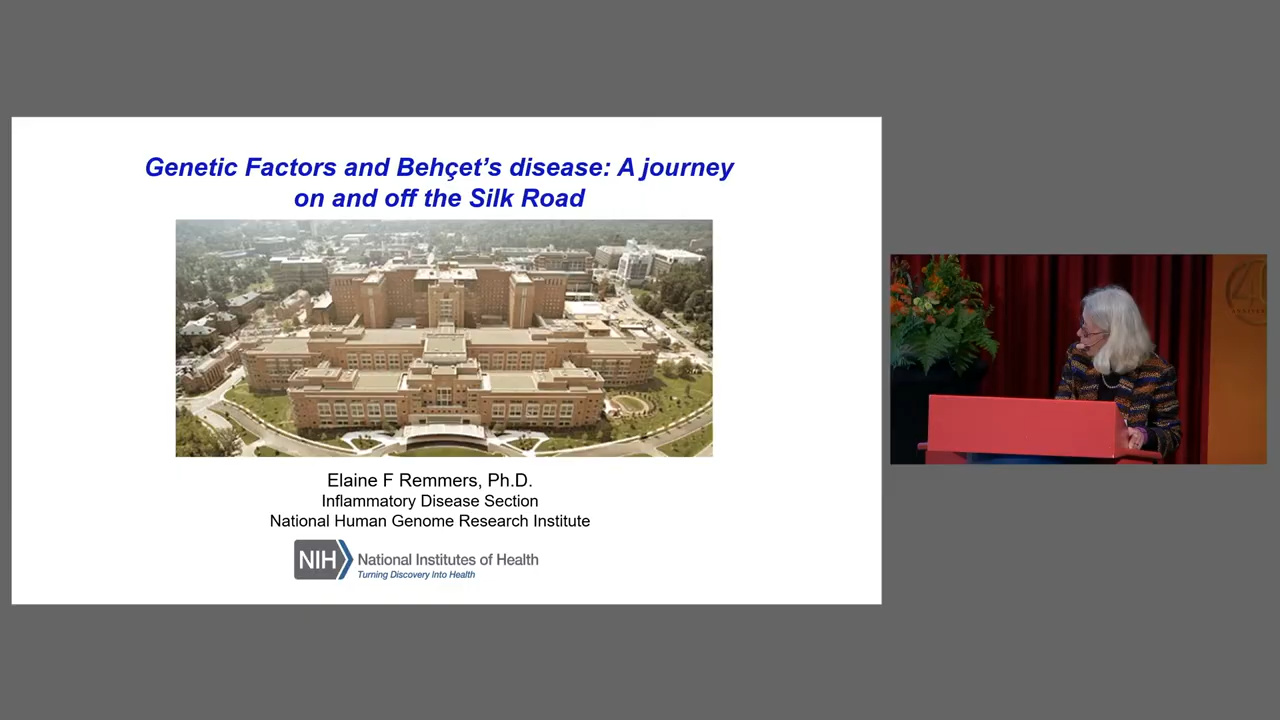 Genetic Factors and Behçet's disease: A journey
on and off the Silk Road
Elaine F Remmers, Ph.D.
Inflammatory Disease Section
National Human Genome Research Institute
NIH National Institutes of Health
Turning Discovery Into Health
40